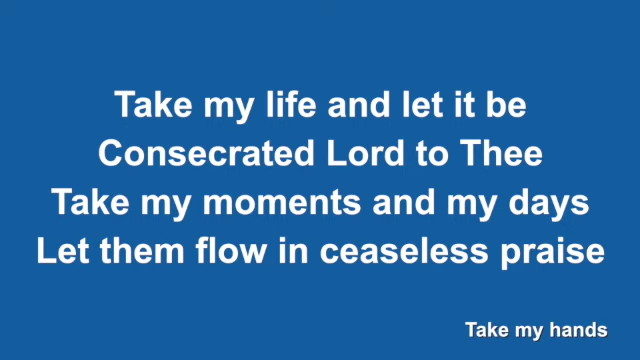 Take my life and let it be
Consecrated Lord to Thee
Take my moments and my days
Let them flow in ceaseless praise
Take my hands